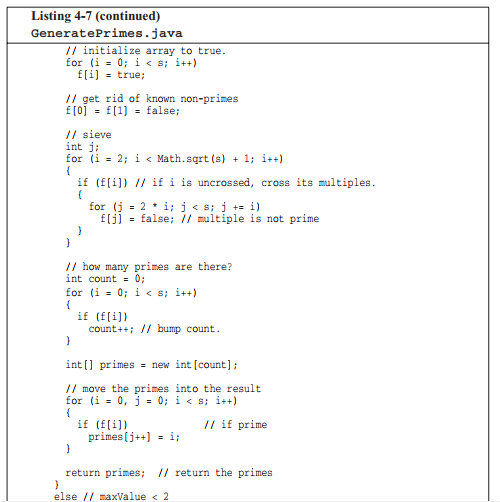 Listing 4-7 (continued)
GeneratePrimes.java
// initialize array to true.
for (i = 0; i < s; i++)
f[i] = true;
// get rid of known non-primes
f[0] = f[1] = false;
// sieve
int j;
for (i = 2; i < Math.sqrt(s) + 1; i++)
{
if (f[i]) // if i is uncrossed, cross its multiples.
{
for (j = 2 * i; j < s; j += i)
f[j] = false; // multiple is not prime
}
}
// how many primes are there?
int count = 0;
for (i = 0; i < s; i++)
{
if (f[i])
count++; // bump count.
}
int[] primes = new int[count];
// move the primes into the result
for (i = 0, j = 0; i < s; i++)
{
if (f[i]) // if prime
primes[j++] = i;
}
return primes; // return the primes
}
else // maxValue < 2